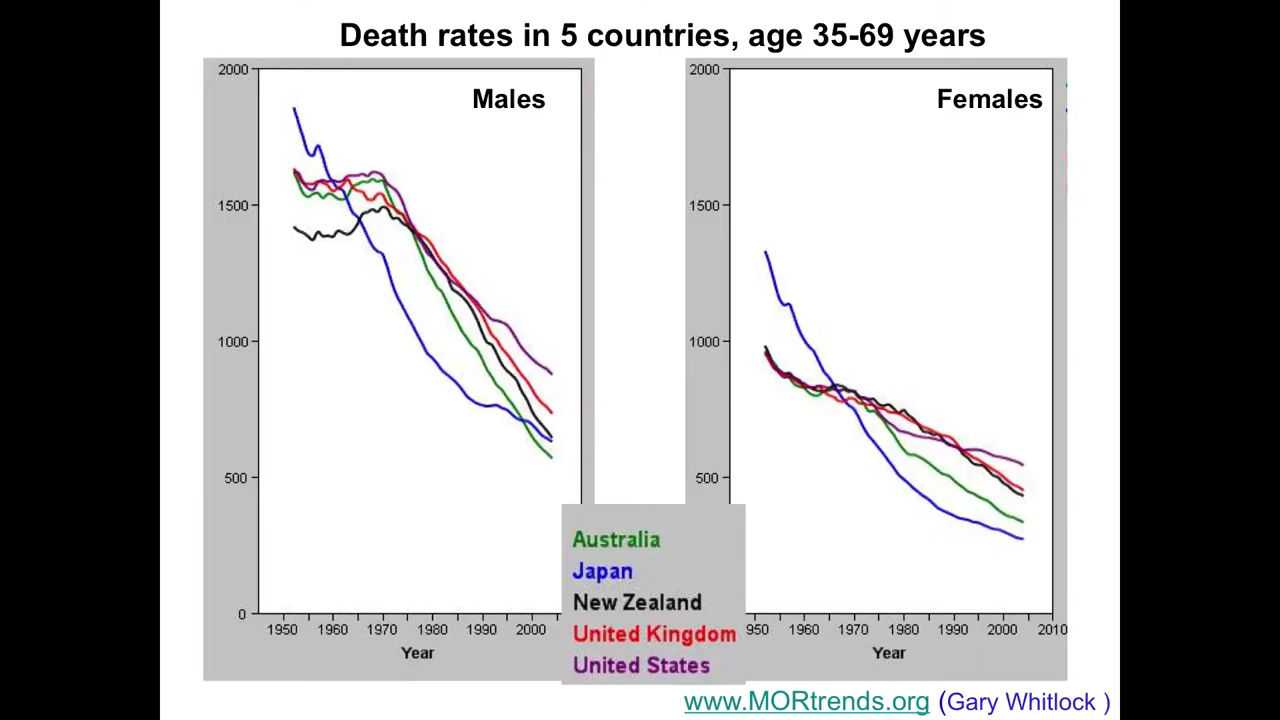 Death rates in 5 countries, age 35-69 years
Males
2000
1500
1000
500
0
1950 1960 1970 1980 1990 2000
Year
Females
2000
1500
1000
500
950 1960 1970 1980 1990 2000 2010
Year
Australia
Japan
New Zealand
United Kingdom
United States
www.MORtrends.org (Gary Whitlock )